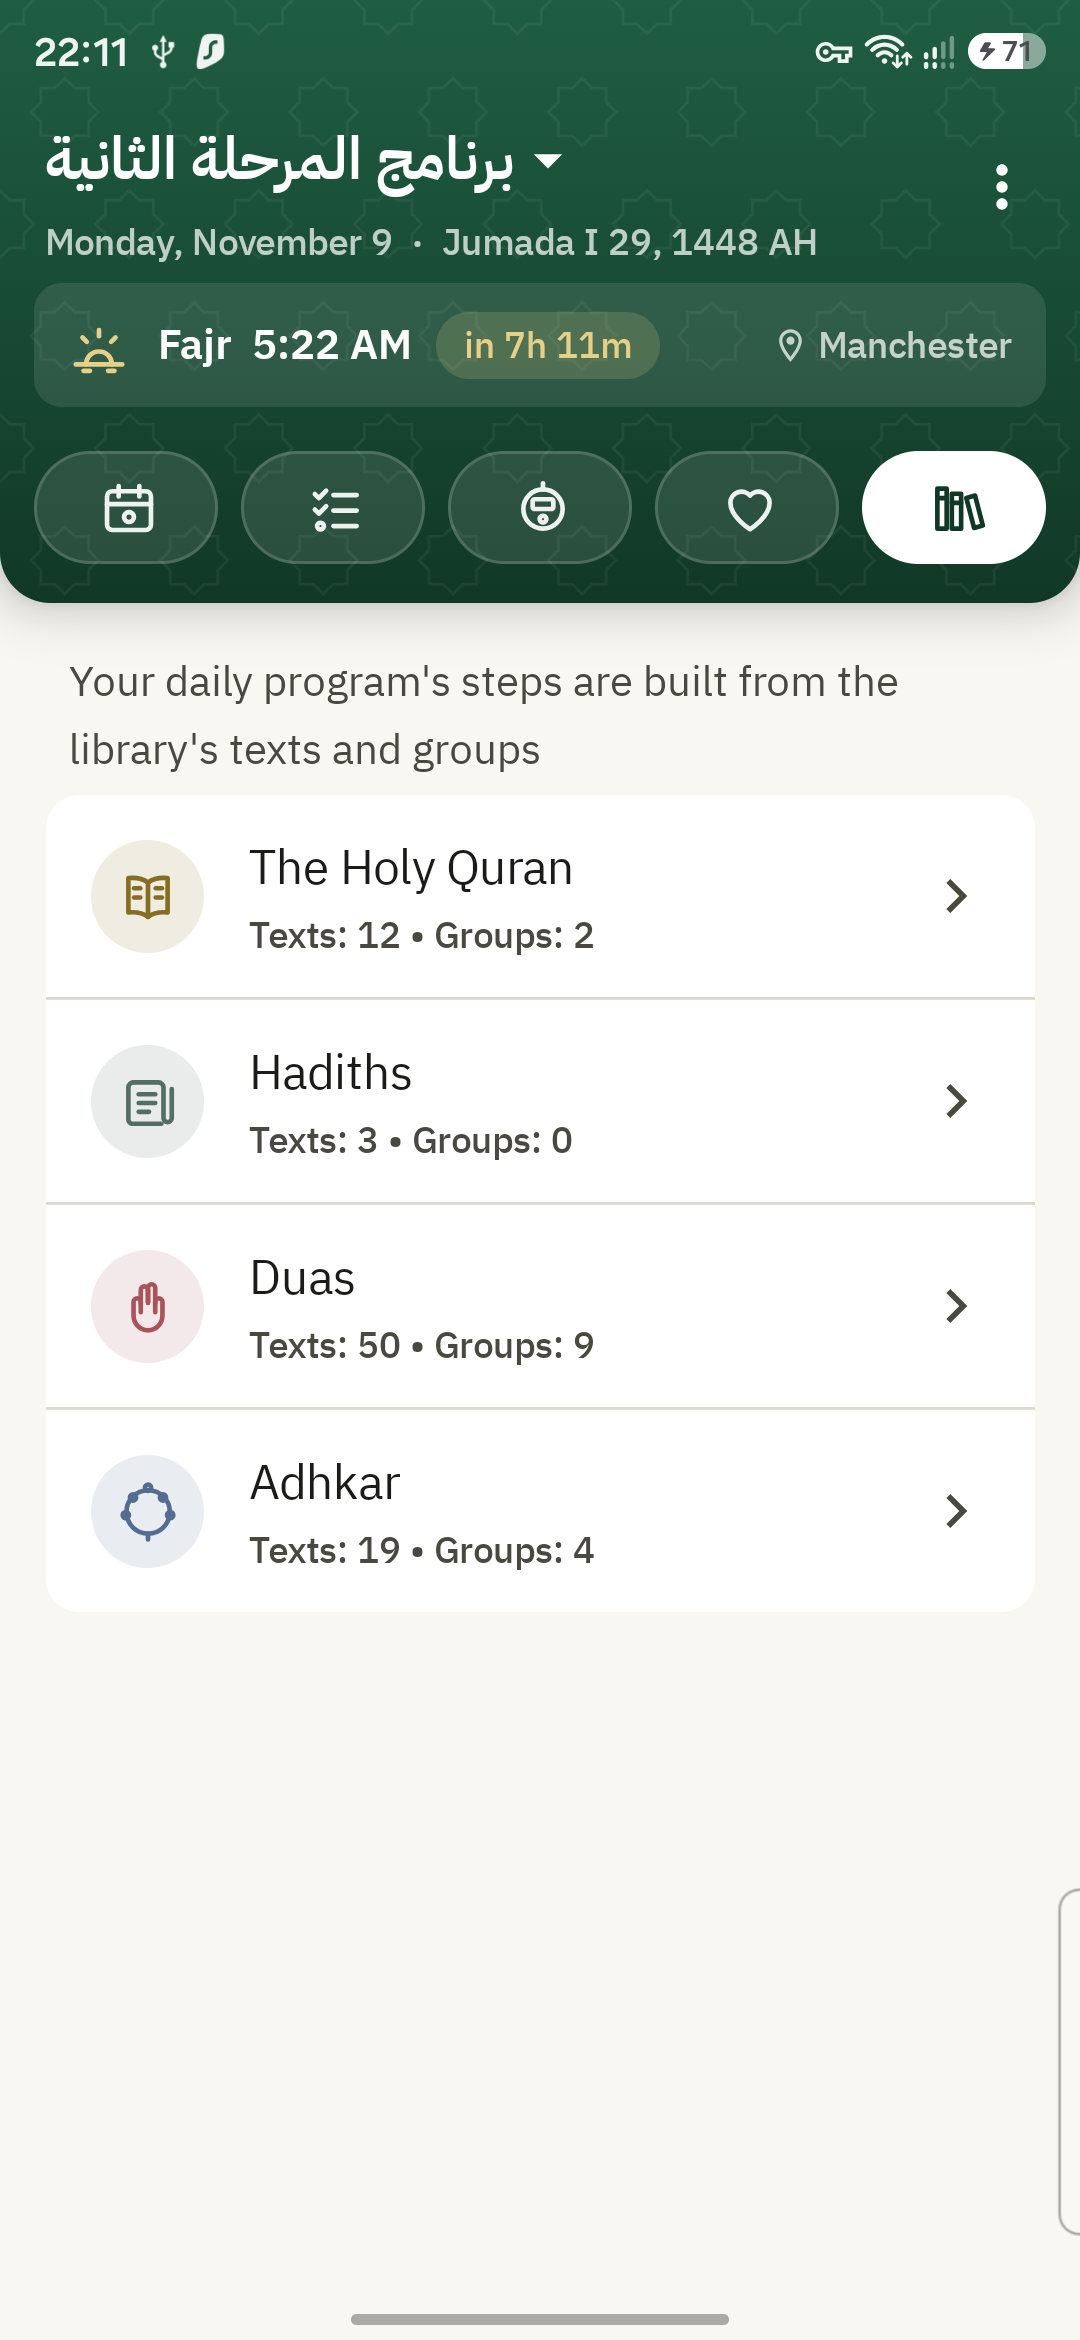 22:11
71
برنامج المرحلة الثانية
Monday, November 9 · Jumada I 29, 1448 AH
Fajr 5:22 AM in 7h 11m Manchester
Your daily program's steps are built from the
library's texts and groups
The Holy Quran
Texts: 12 • Groups: 2
Hadiths
Texts: 3 • Groups: 0
Duas
Texts: 50 • Groups: 9
Adhkar
Texts: 19 • Groups: 4